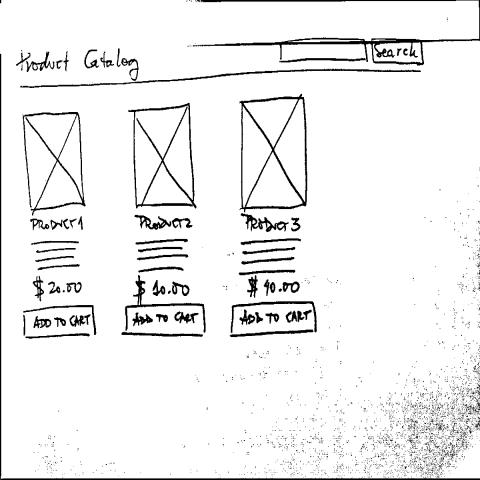 Product Catalog
Search
PRODUCT 1 PRODUCT 2 PRODUCT 3
$ 20.00 $ 10.00 $ 40.00
ADD TO CART ADD TO CART ADD TO CART